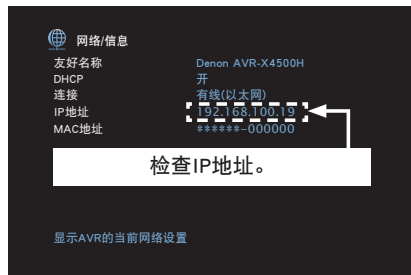 网络/信息
友好名称 Denon AVR-X4500H
DHCP 开
连接 有线(以太网)
IP地址 192.168.100.19
MAC地址 ******-000000
检查IP地址。
显示AVR的当前网络设置